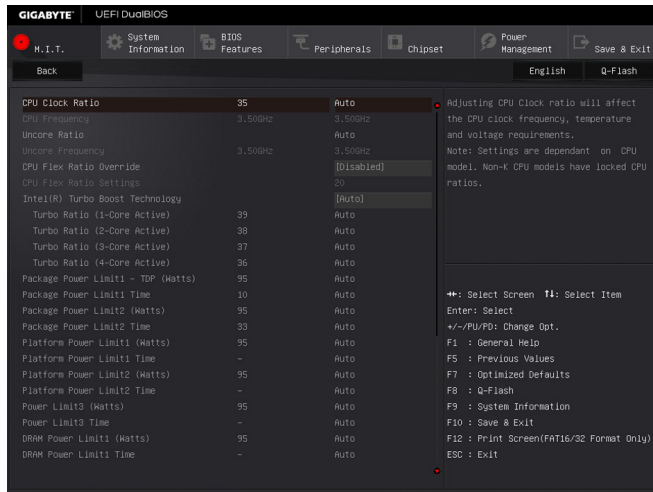 GIGABYTE™ UEFI DualBIOS
M.I.T.
System Information
BIOS Features
Peripherals
Chipset
Power Management
Save & Exit
Back English Q-Flash
CPU Clock Ratio 35 Auto
CPU Frequency 3.50GHz 3.50GHz
Uncore Ratio Auto
Uncore Frequency 3.50GHz 3.50GHz
CPU Flex Ratio Override [Disabled]
CPU Flex Ratio Settings 20
Intel(R) Turbo Boost Technology [Auto]
Turbo Ratio (1-Core Active) 39 Auto
Turbo Ratio (2-Core Active) 38 Auto
Turbo Ratio (3-Core Active) 37 Auto
Turbo Ratio (4-Core Active) 36 Auto
Package Power Limit1 - TDP (Watts) 95 Auto
Package Power Limit1 Time 10 Auto
Package Power Limit2 (Watts) 95 Auto
Package Power Limit2 Time 33 Auto
Platform Power Limit1 (Watts) 95 Auto
Platform Power Limit1 Time - Auto
Platform Power Limit2 (Watts) 95 Auto
Platform Power Limit2 Time - Auto
Power Limit3 (Watts) 95 Auto
Power Limit3 Time - Auto
DRAM Power Limit1 (Watts) 95 Auto
DRAM Power Limit1 Time - Auto
Adjusting CPU Clock ratio will affect
the CPU clock frequency, temperature
and voltage requirements.
Note: Settings are dependant on CPU
model. Non-K CPU models have locked CPU
ratios.
→←: Select Screen ↑↓: Select Item
Enter: Select
+/-/PU/PD: Change Opt.
F1 : General Help
F5 : Previous Values
F7 : Optimized Defaults
F8 : Q-Flash
F9 : System Information
F10 : Save & Exit
F12 : Print Screen(FAT16/32 Format Only)
ESC : Exit